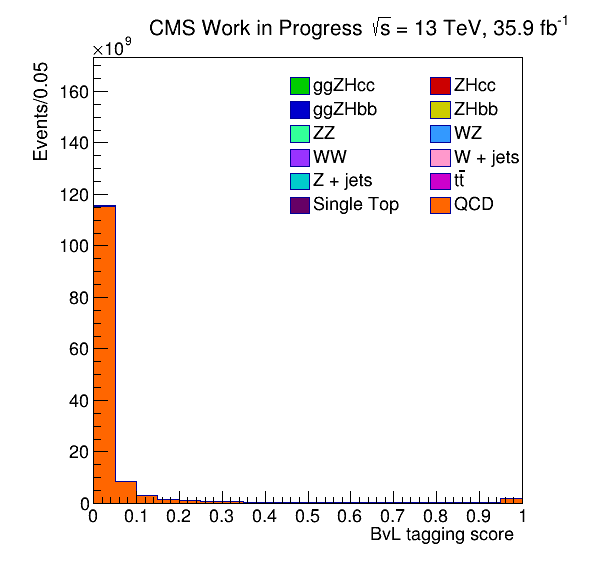 CMS Work in Progress √s = 13 TeV, 35.9 fb⁻¹
×10⁹
Events/0.05
160
140
120
100
80
60
40
20
0
ggZHcc ZHcc
ggZHbb ZHbb
ZZ WZ
WW W + jets
Z + jets tt̄
Single Top QCD
0 0.1 0.2 0.3 0.4 0.5 0.6 0.7 0.8 0.9 1
BvL tagging score